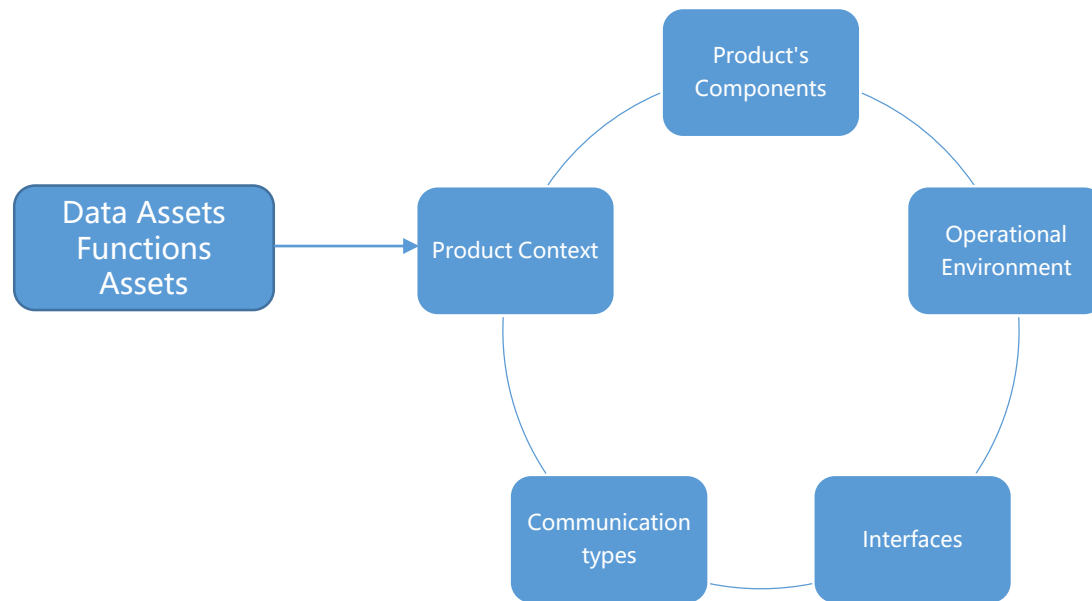 Product's
Components
Data Assets
Functions
Assets
Product Context
Operational
Environment
Communication
types
Interfaces